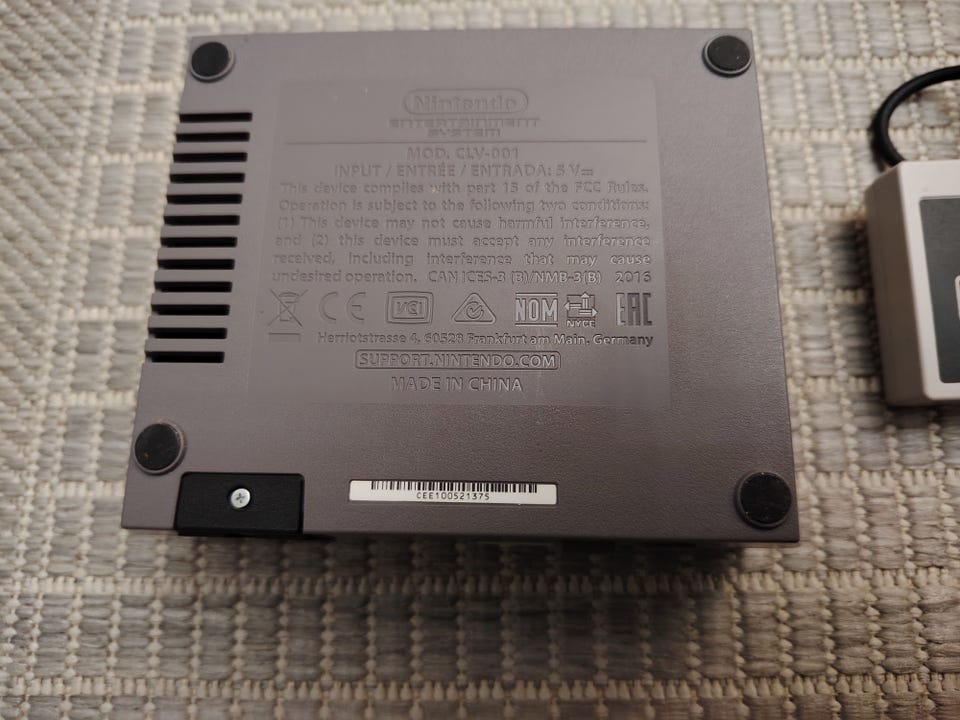 Nintendo
ENTERTAINMENT
SYSTEM
MOD. CLV-001
INPUT / ENTRÉE / ENTRADA: 5 V⎓
This device complies with part 15 of the FCC Rules.
Operation is subject to the following two conditions:
(1) This device may not cause harmful interference,
and (2) this device must accept any interference
received, including interference that may cause
undesired operation. CAN ICES-3 (B)/NMB-3(B) 2016
CE VCI NOM NYCE EAC
Herriotstrasse 4, 60528 Frankfurt am Main, Germany
SUPPORT.NINTENDO.COM
MADE IN CHINA
CEE100521375